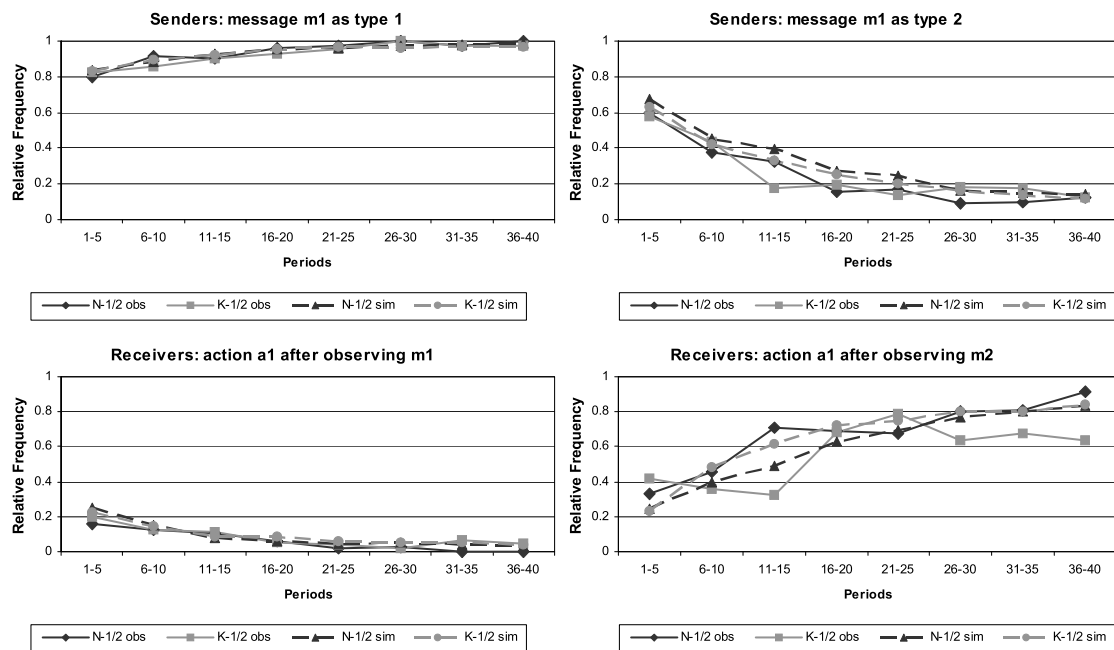 Senders: message m1 as type 1
Relative Frequency
1
0.8
0.6
0.4
0.2
0
1-5 6-10 11-15 16-20 21-25 26-30 31-35 36-40
Periods
N-1/2 obs K-1/2 obs N-1/2 sim K-1/2 sim
Senders: message m1 as type 2
Relative Frequency
1
0.8
0.6
0.4
0.2
0
1-5 6-10 11-15 16-20 21-25 26-30 31-35 36-40
Periods
N-1/2 obs K-1/2 obs N-1/2 sim K-1/2 sim
Receivers: action a1 after observing m1
Relative Frequency
1
0.8
0.6
0.4
0.2
0
1-5 6-10 11-15 16-20 21-25 26-30 31-35 36-40
Periods
N-1/2 obs K-1/2 obs N-1/2 sim K-1/2 sim
Receivers: action a1 after observing m2
Relative Frequency
1
0.8
0.6
0.4
0.2
0
1-5 6-10 11-15 16-20 21-25 26-30 31-35 36-40
Periods
N-1/2 obs K-1/2 obs N-1/2 sim K-1/2 sim